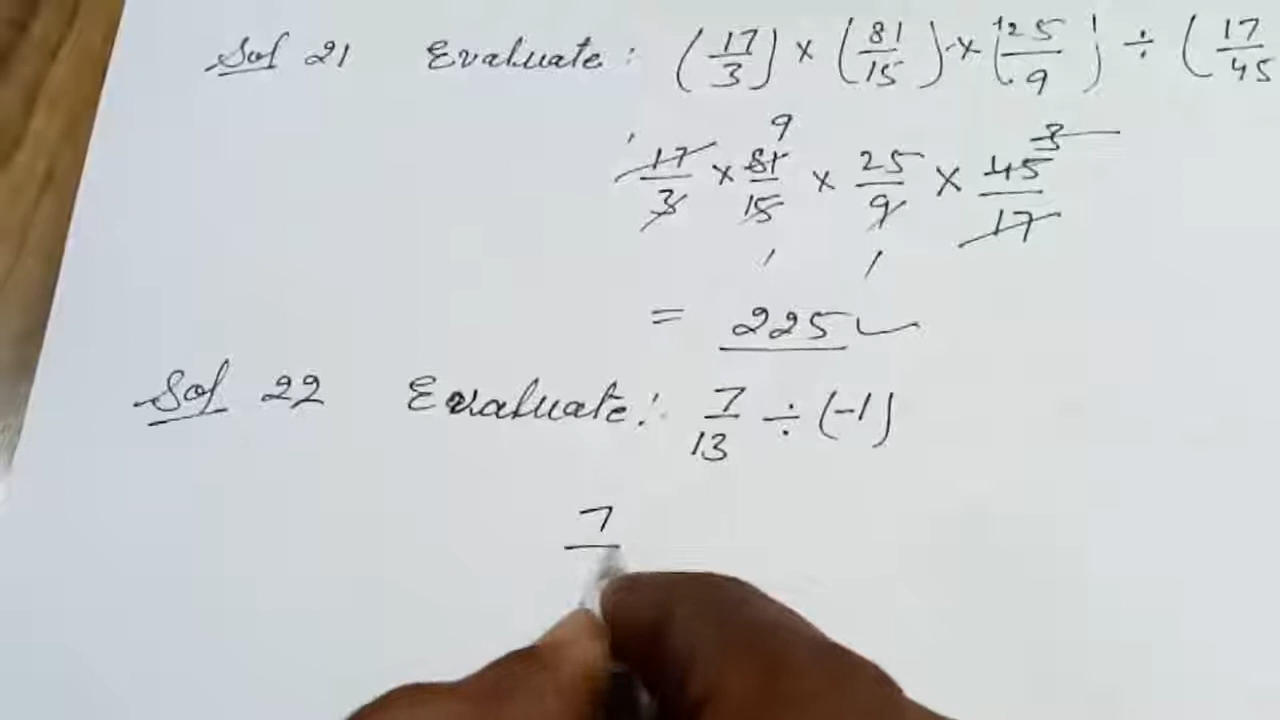 Sol 21 Evaluate: (17/3) × (81/15) × (25/9) ÷ (17/45
17/3 × 81/15 × 25/9 × 45/17
= 225
Sol 22 Evaluate: 7/13 ÷ (-1)
7